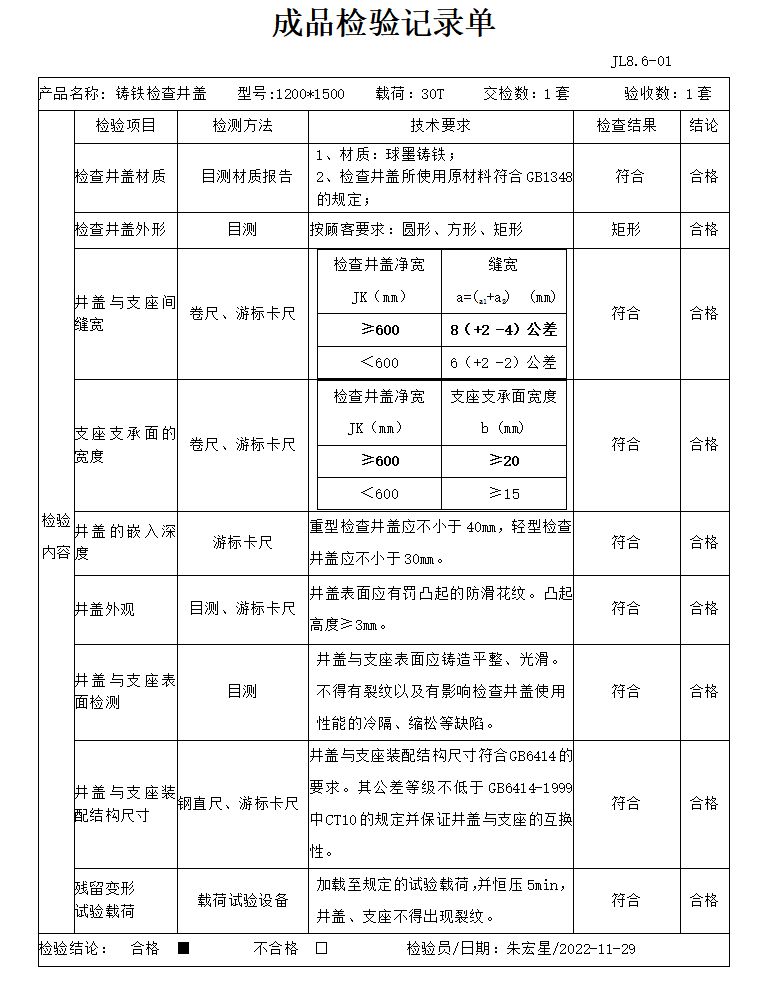 成品检验记录单
JL8.6-01
产品名称: 铸铁检查井盖 型号:1200*1500 载荷: 30T 交检数: 1 套 验收数: 1 套
检验项目 检测方法 技术要求 检查结果 结论
检验
内容
检查井盖材质 目测材质报告
1、材质: 球墨铸铁;
2、检查井盖所使用原材料符合 GB1348
的规定;
符合 合格
检查井盖外形 目测 按顾客要求: 圆形、方形、矩形 矩形 合格
井盖与支座间
缝宽
卷尺、游标卡尺
检查井盖净宽 缝宽
JK（mm） a=(a1+a2) (mm)
≥600 8（+2 -4）公差
＜600 6（+2 -2）公差
符合 合格
支座支承面的
宽度
卷尺、游标卡尺
检查井盖净宽 支座支承面宽度
JK（mm） b (mm)
≥600 ≥20
＜600 ≥15
符合 合格
井盖的嵌入深
度
游标卡尺
重型检查井盖应不小于 40mm，轻型检查
井盖应不小于 30mm。
符合 合格
井盖外观 目测、游标卡尺
井盖表面应有罚凸起的防滑花纹。凸起
高度≥3mm。
符合 合格
井盖与支座表
面检测
目测
井盖与支座表面应铸造平整、光滑。
不得有裂纹以及有影响检查井盖使用
性能的冷隔、缩松等缺陷。
符合 合格
井盖与支座装
配结构尺寸
钢直尺、游标卡尺
井盖与支座装配结构尺寸符合GB6414 的
要求。其公差等级不低于 GB6414-1999
中CT10 的规定并保证井盖与支座的互换
性。
符合 合格
残留变形
试验载荷
载荷试验设备
加载至规定的试验载荷,并恒压 5min，
井盖、支座不得出现裂纹。
符合 合格
检验结论: 合格 ■ 不合格 □ 检验员/日期: 朱宏星/2022-11-29